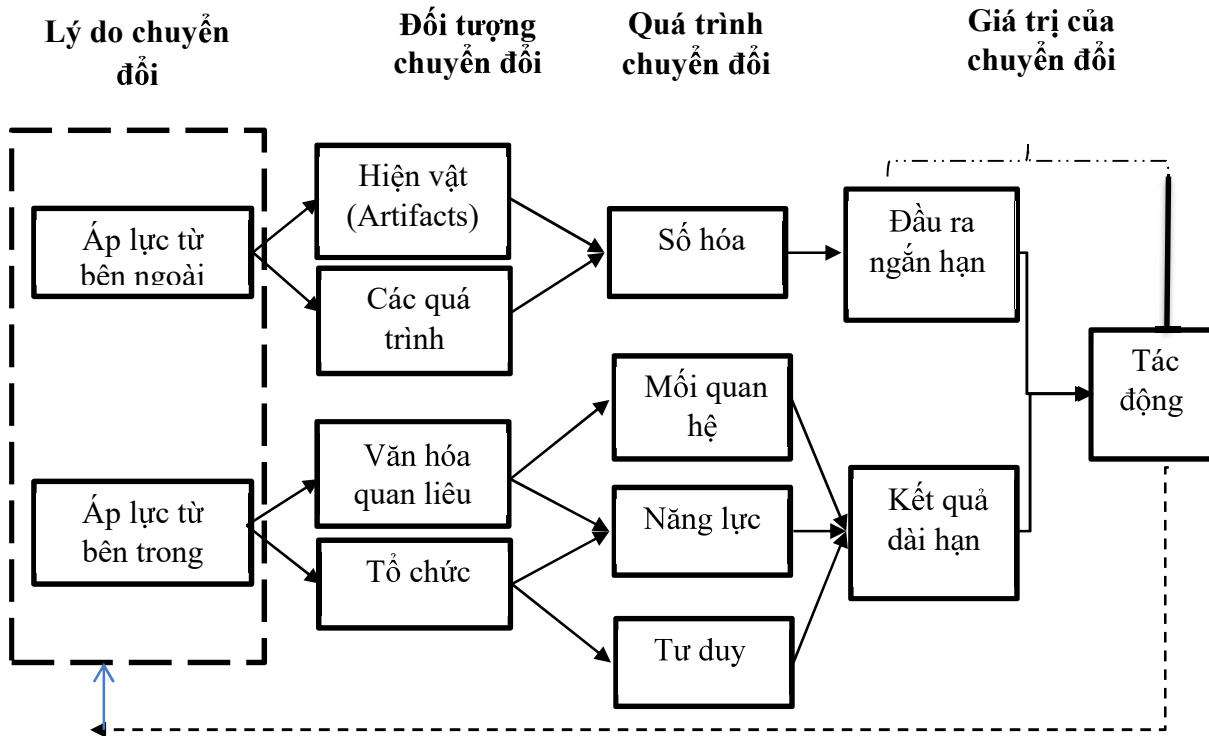 Lý do chuyển
đổi
Đối tượng
chuyển đổi
Quá trình
chuyển đổi
Giá trị của
chuyển đổi
Áp lực từ
bên ngoài
Hiện vật
(Artifacts)
Các quá
trình
Số hóa
Đầu ra
ngắn hạn
Tác
động
Áp lực từ
bên trong
Văn hóa
quan liêu
Tổ chức
Mối quan
hệ
Năng lực
Tư duy
Kết quả
dài hạn